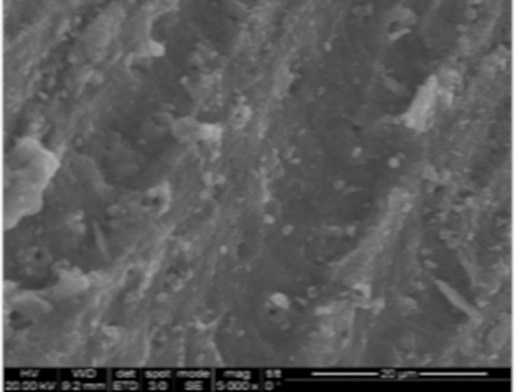 HV WD det spot mode mag tilt 20 µm
20.00 kV 9.2 mm ETD 3.0 SE 5 000 x 0 °